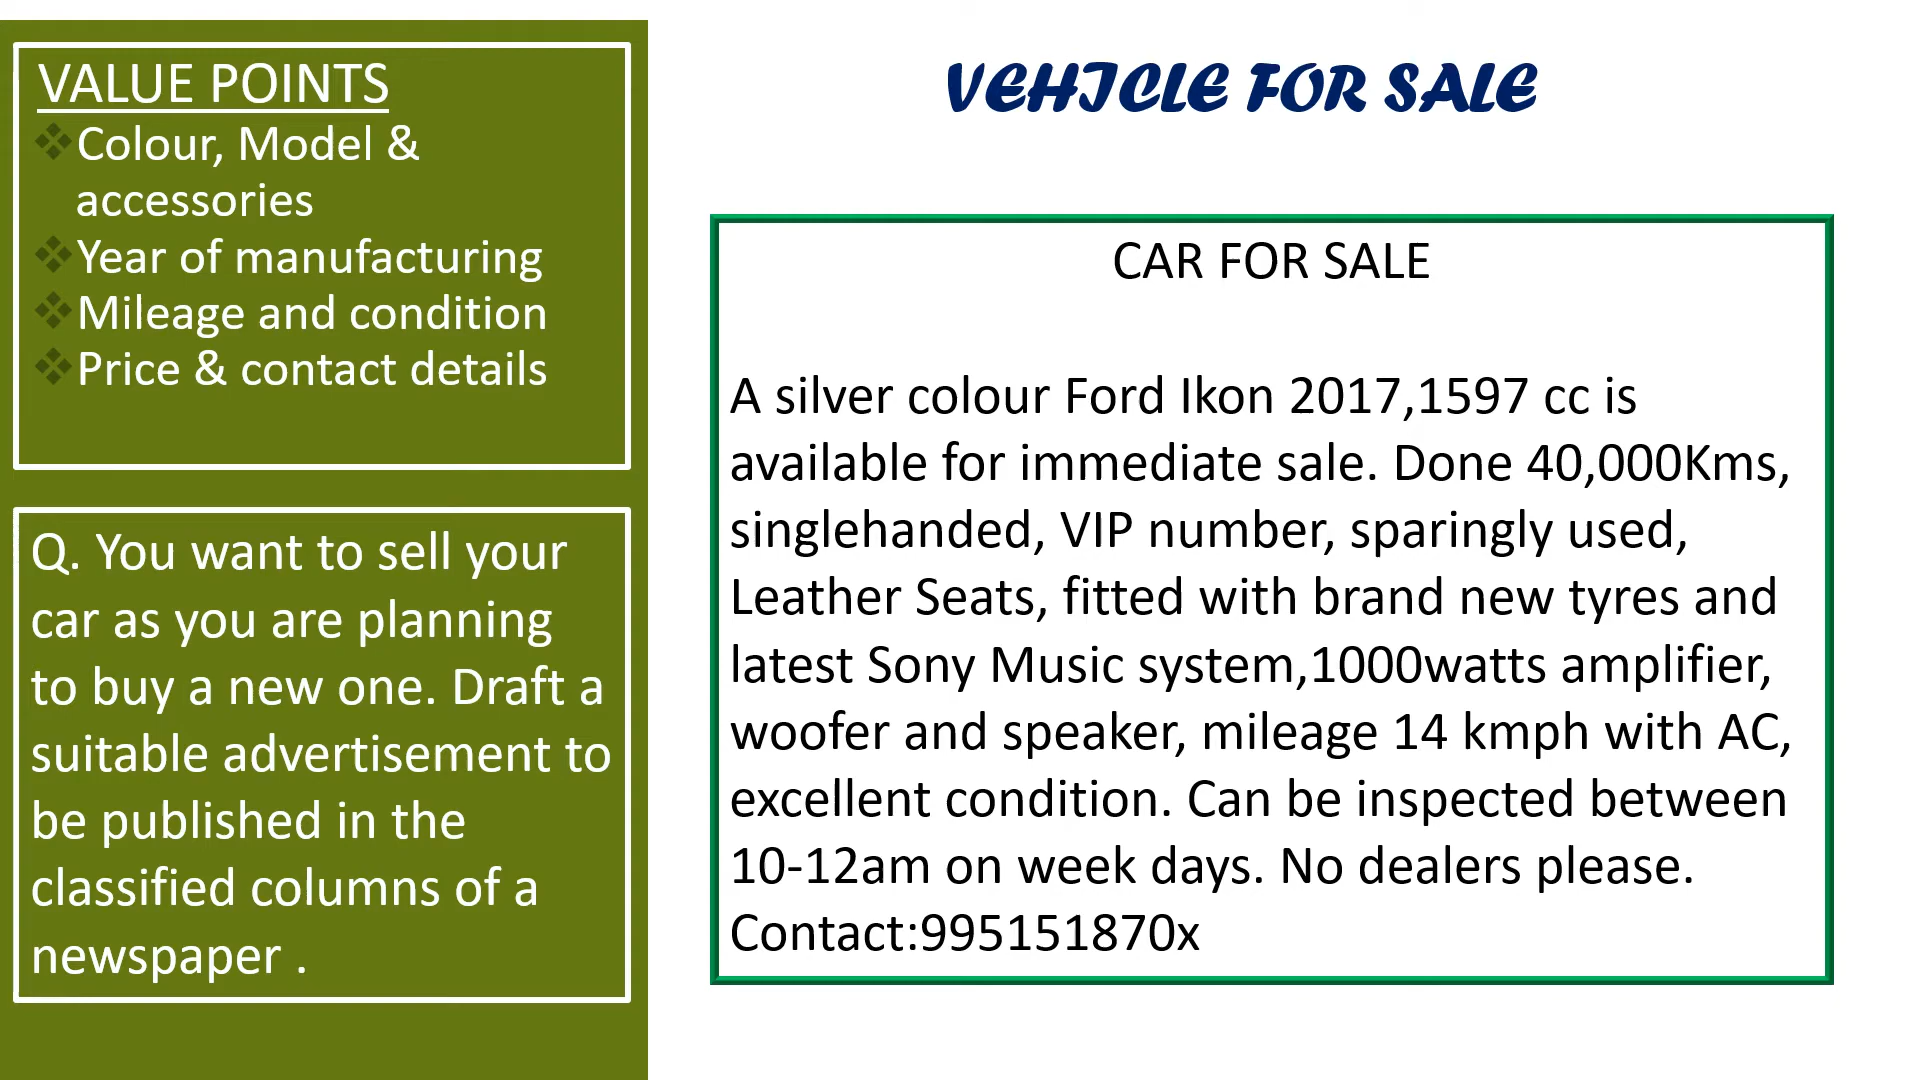 VALUE POINTS
❖Colour, Model &
accessories
❖Year of manufacturing
❖Mileage and condition
❖Price & contact details
Q. You want to sell your
car as you are planning
to buy a new one. Draft a
suitable advertisement to
be published in the
classified columns of a
newspaper .
VEHICLE FOR SALE
CAR FOR SALE
A silver colour Ford Ikon 2017,1597 cc is
available for immediate sale. Done 40,000Kms,
singlehanded, VIP number, sparingly used,
Leather Seats, fitted with brand new tyres and
latest Sony Music system,1000watts amplifier,
woofer and speaker, mileage 14 kmph with AC,
excellent condition. Can be inspected between
10-12am on week days. No dealers please.
Contact:995151870x